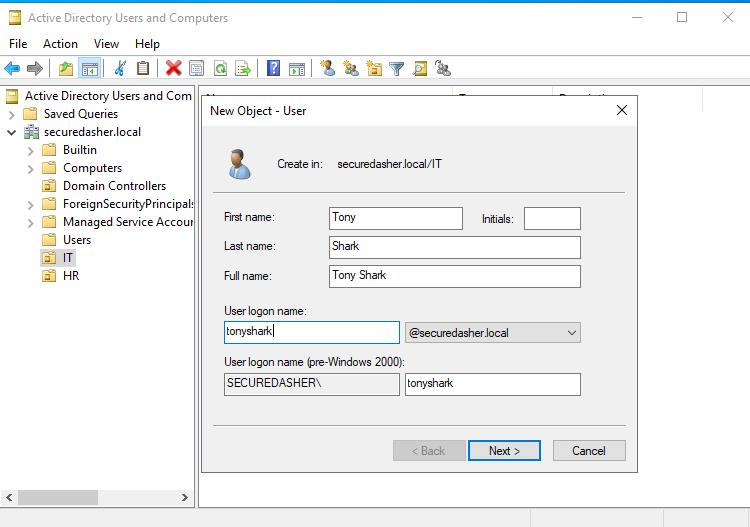 Active Directory Users and Computers
File Action View Help
Active Directory Users and Com
Saved Queries
securedasher.local
Builtin
Computers
Domain Controllers
ForeignSecurityPrincipals
Managed Service Accour
Users
IT
HR
New Object - User
Create in: securedasher.local/IT
First name: Tony Initials:
Last name: Shark
Full name: Tony Shark
User logon name:
tonyshark @securedasher.local
User logon name (pre-Windows 2000):
SECUREDASHER\ tonyshark
< Back Next > Cancel